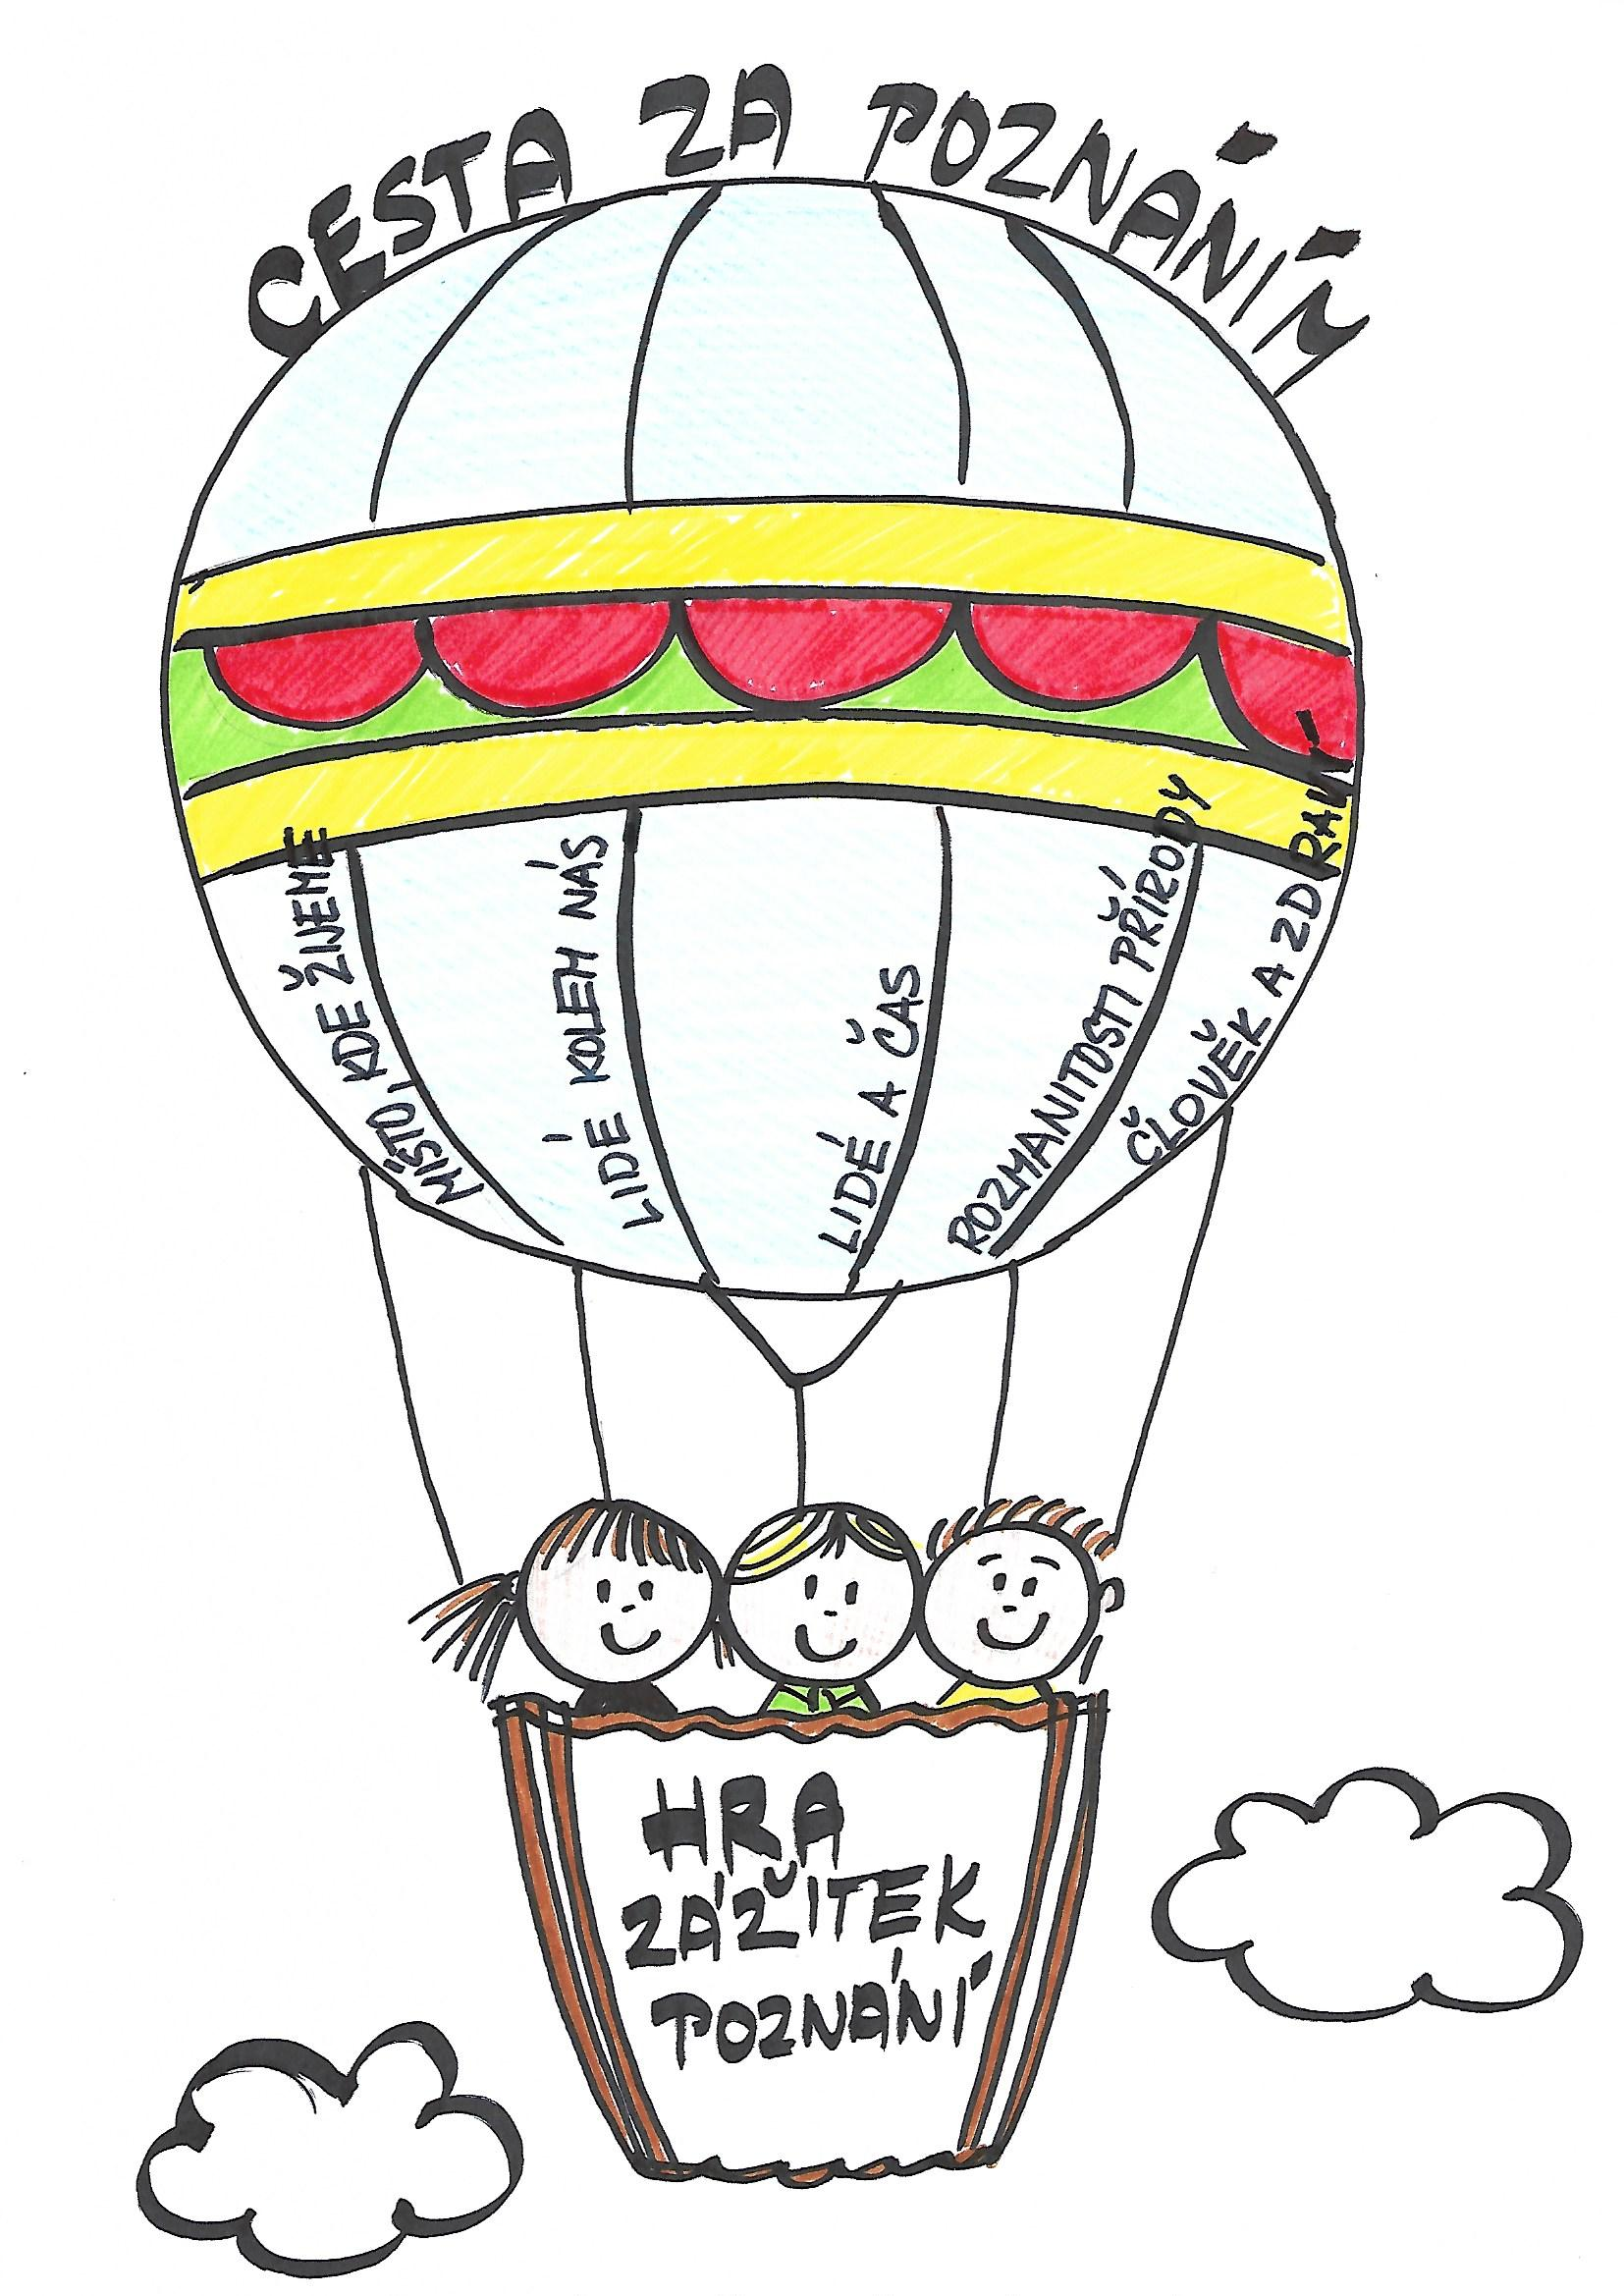 CESTA ZA POZNÁNÍM
MÍSTO, KDE ŽIJEME
LIDÉ KOLEM NÁS
LIDÉ A ČAS
ROZMANITOSTI PŘÍRODY
ČLOVĚK A ZDRAVÍ
HRA
ZÁŽITEK
POZNÁNÍ